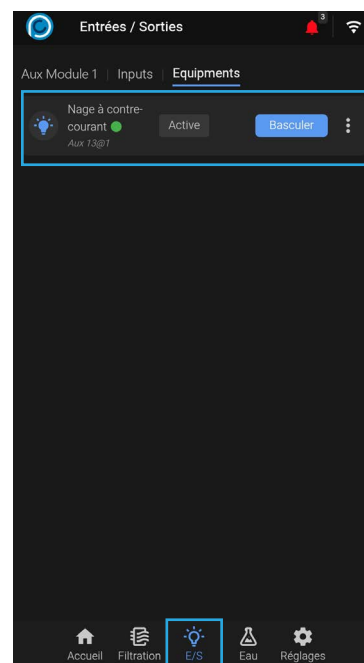 Entrées / Sorties
3
Aux Module 1 | Inputs | Equipments
Nage à contre-
courant
Active
Basculer
Aux 13@1
Accueil
Filtration
E/S
Eau
Réglages